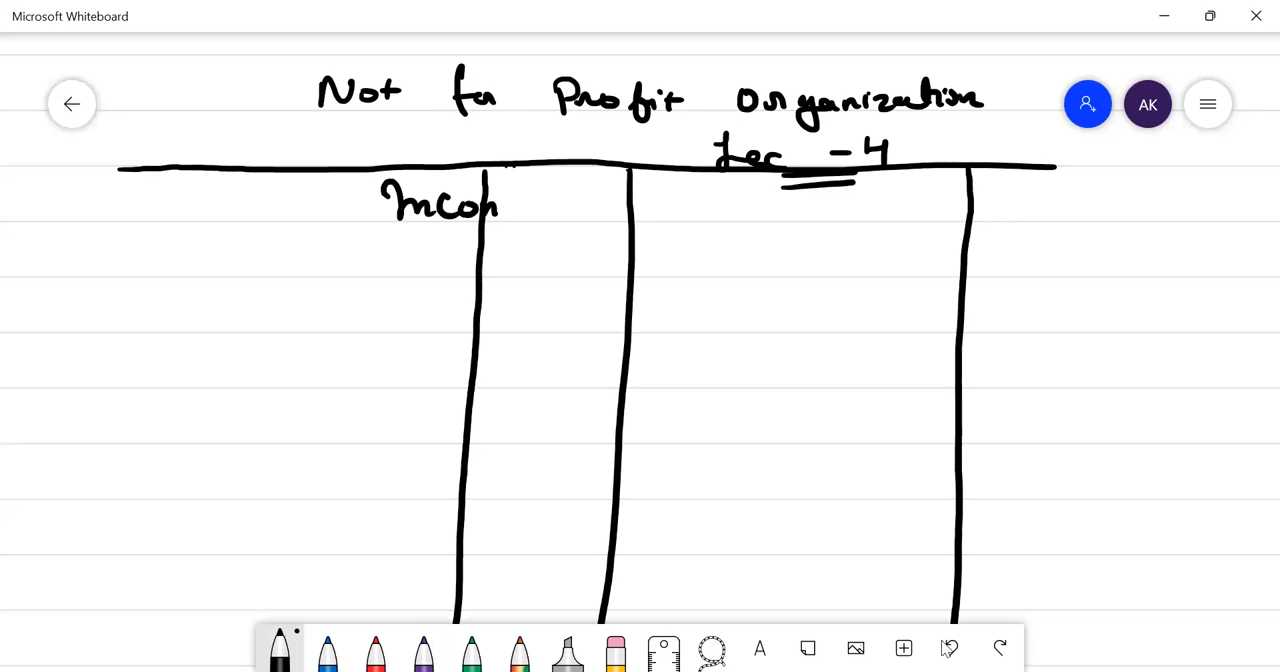 Microsoft Whiteboard
Not for Profit Organization
Lec - 4
AK
Incom
A